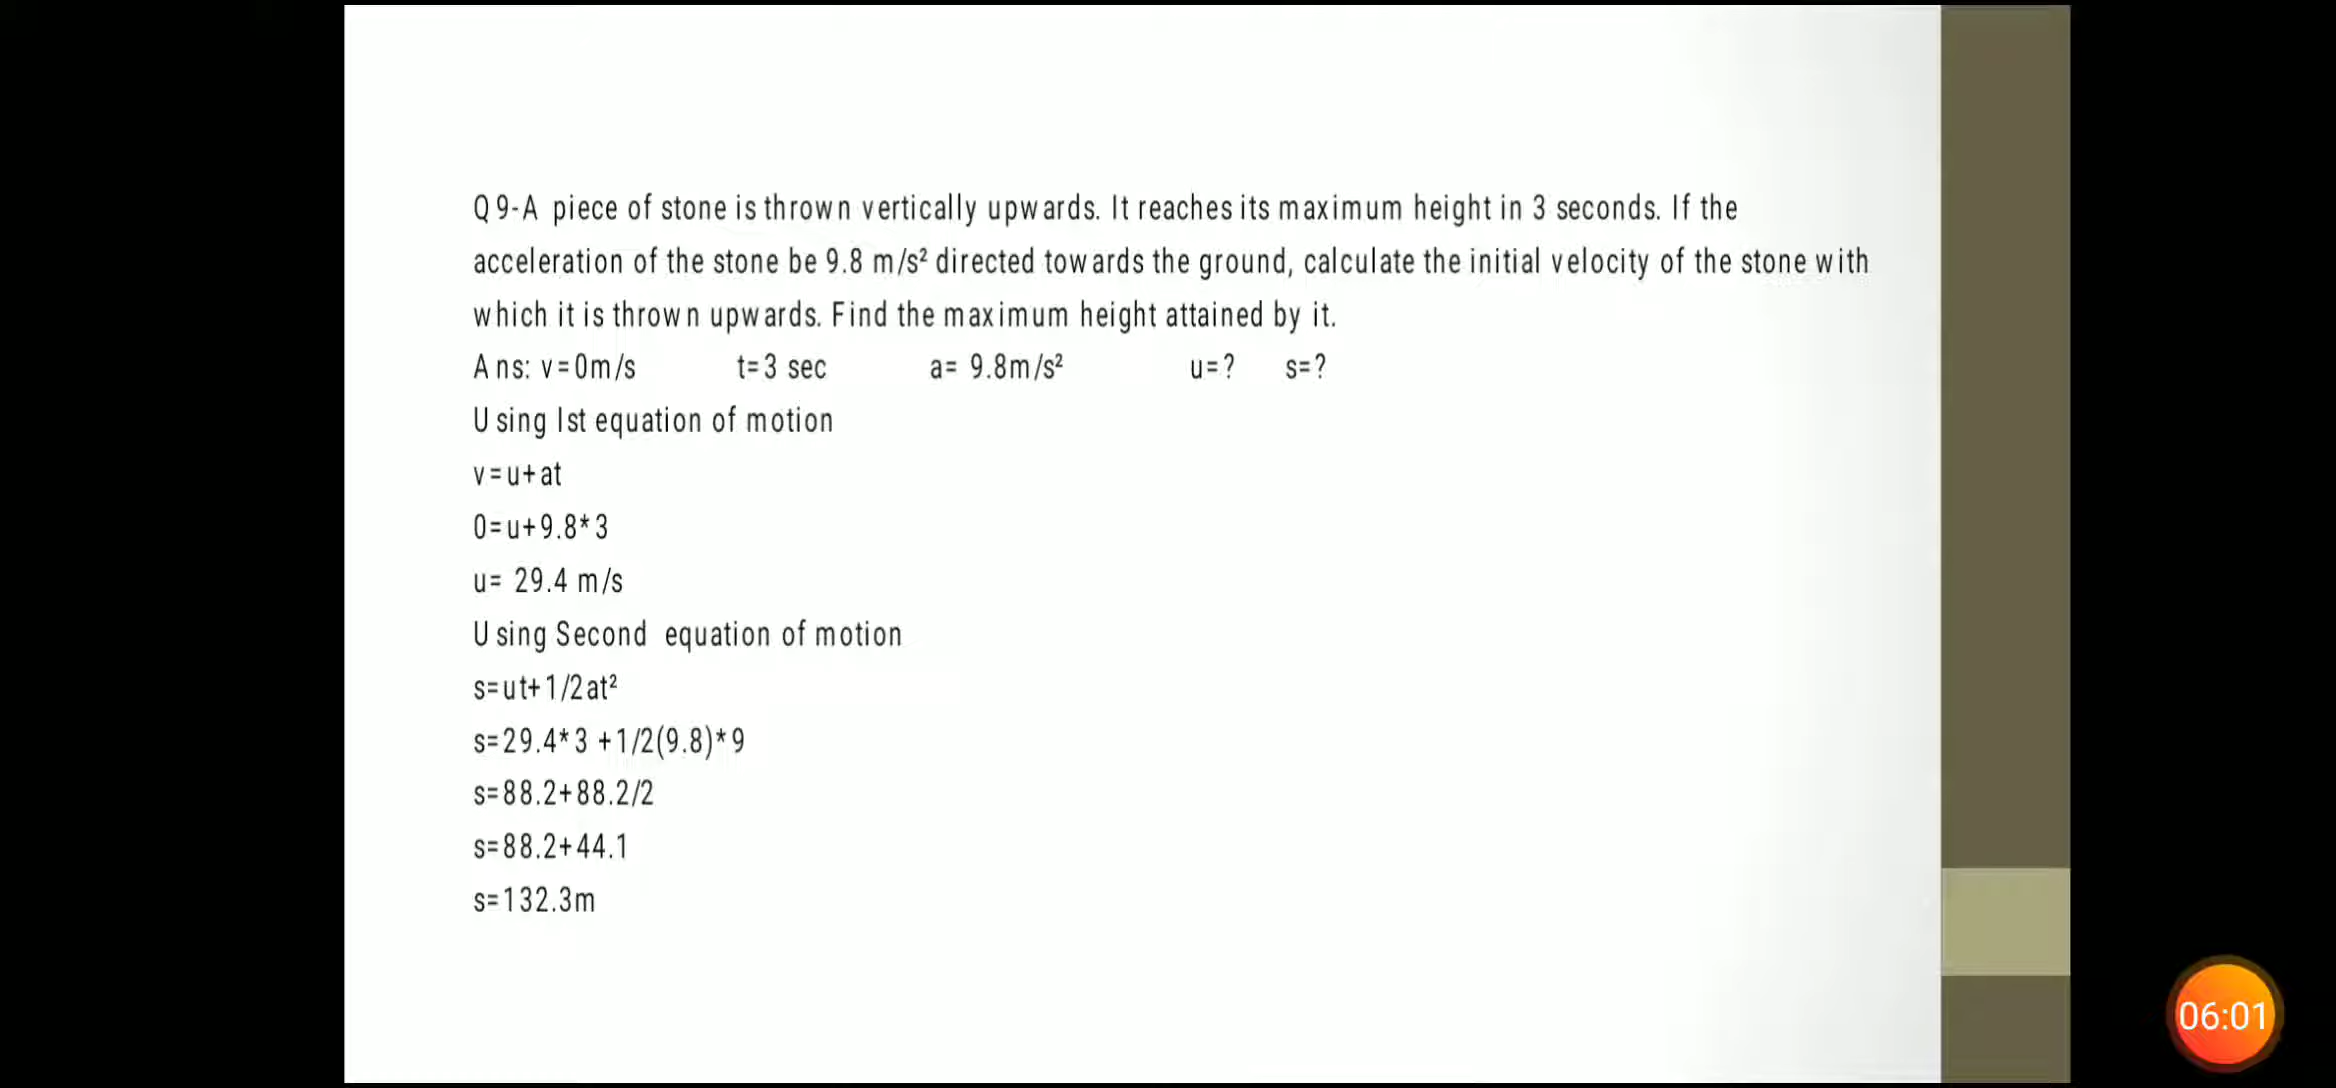 Q 9-A piece of stone is thrown vertically upwards. It reaches its maximum height in 3 seconds. If the
acceleration of the stone be 9.8 m/s² directed towards the ground, calculate the initial velocity of the stone with
which it is thrown upwards. Find the maximum height attained by it.
Ans: v=0m/s t=3 sec a= 9.8m/s² u=? s=?
Using Ist equation of motion
v=u+at
0=u+9.8*3
u= 29.4 m/s
Using Second equation of motion
s=ut+1/2at²
s=29.4*3 +1/2(9.8)*9
s=88.2+88.2/2
s=88.2+44.1
s=132.3m
06:01